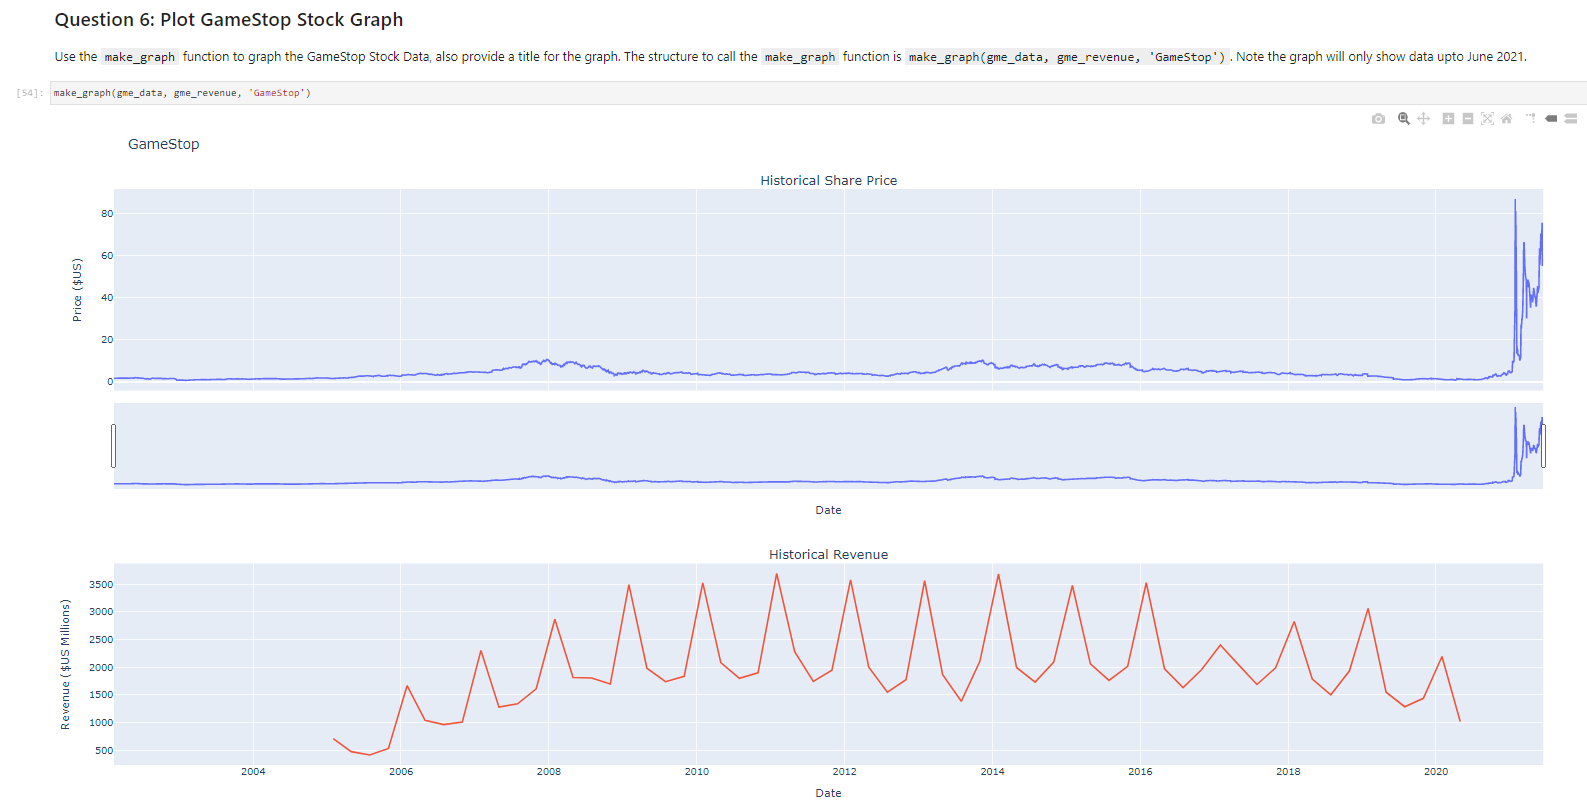 Question 6: Plot GameStop Stock Graph
Use the make_graph function to graph the GameStop Stock Data, also provide a title for the graph. The structure to call the make_graph function is make_graph(gme_data, gme_revenue, 'GameStop'). Note the graph will only show data upto June 2021.
[54]: make_graph(gme_data, gme_revenue, 'GameStop')
GameStop
Historical Share Price
Price ($US)
80
60
40
20
0
Date
Historical Revenue
Revenue ($US Millions)
3500
3000
2500
2000
1500
1000
500
2004 2006 2008 2010 2012 2014 2016 2018 2020
Date